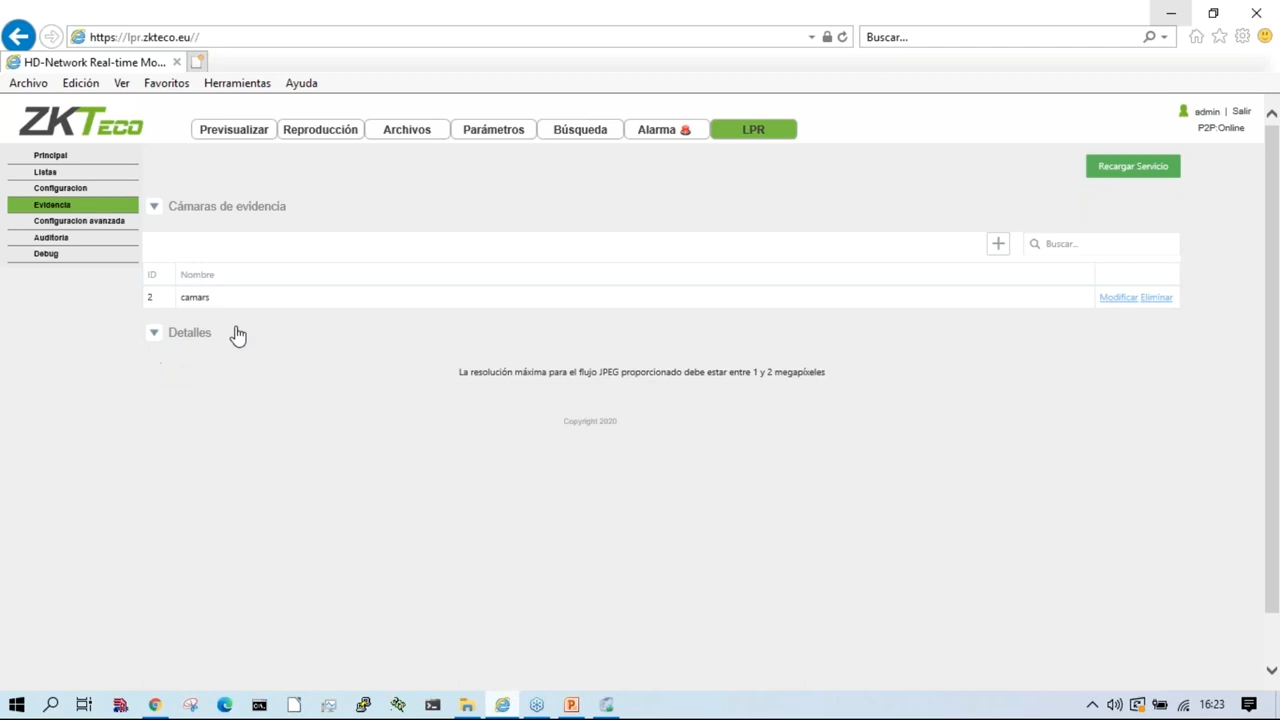 https://lpr.zkteco.eu//
Buscar...
HD-Network Real-time Mo...
Archivo Edición Ver Favoritos Herramientas Ayuda
ZKTeco
Previsualizar Reproducción Archivos Parámetros Búsqueda Alarma LPR
admin | Salir
P2P:Online
Principal
Listas
Configuracion
Evidencia
Configuracion avanzada
Auditoria
Debug
Recargar Servicio
Cámaras de evidencia
Buscar...
ID Nombre
2 camars Modificar Eliminar
Detalles
La resolución máxima para el flujo JPEG proporcionado debe estar entre 1 y 2 megapíxeles
Copyright 2020
16:23